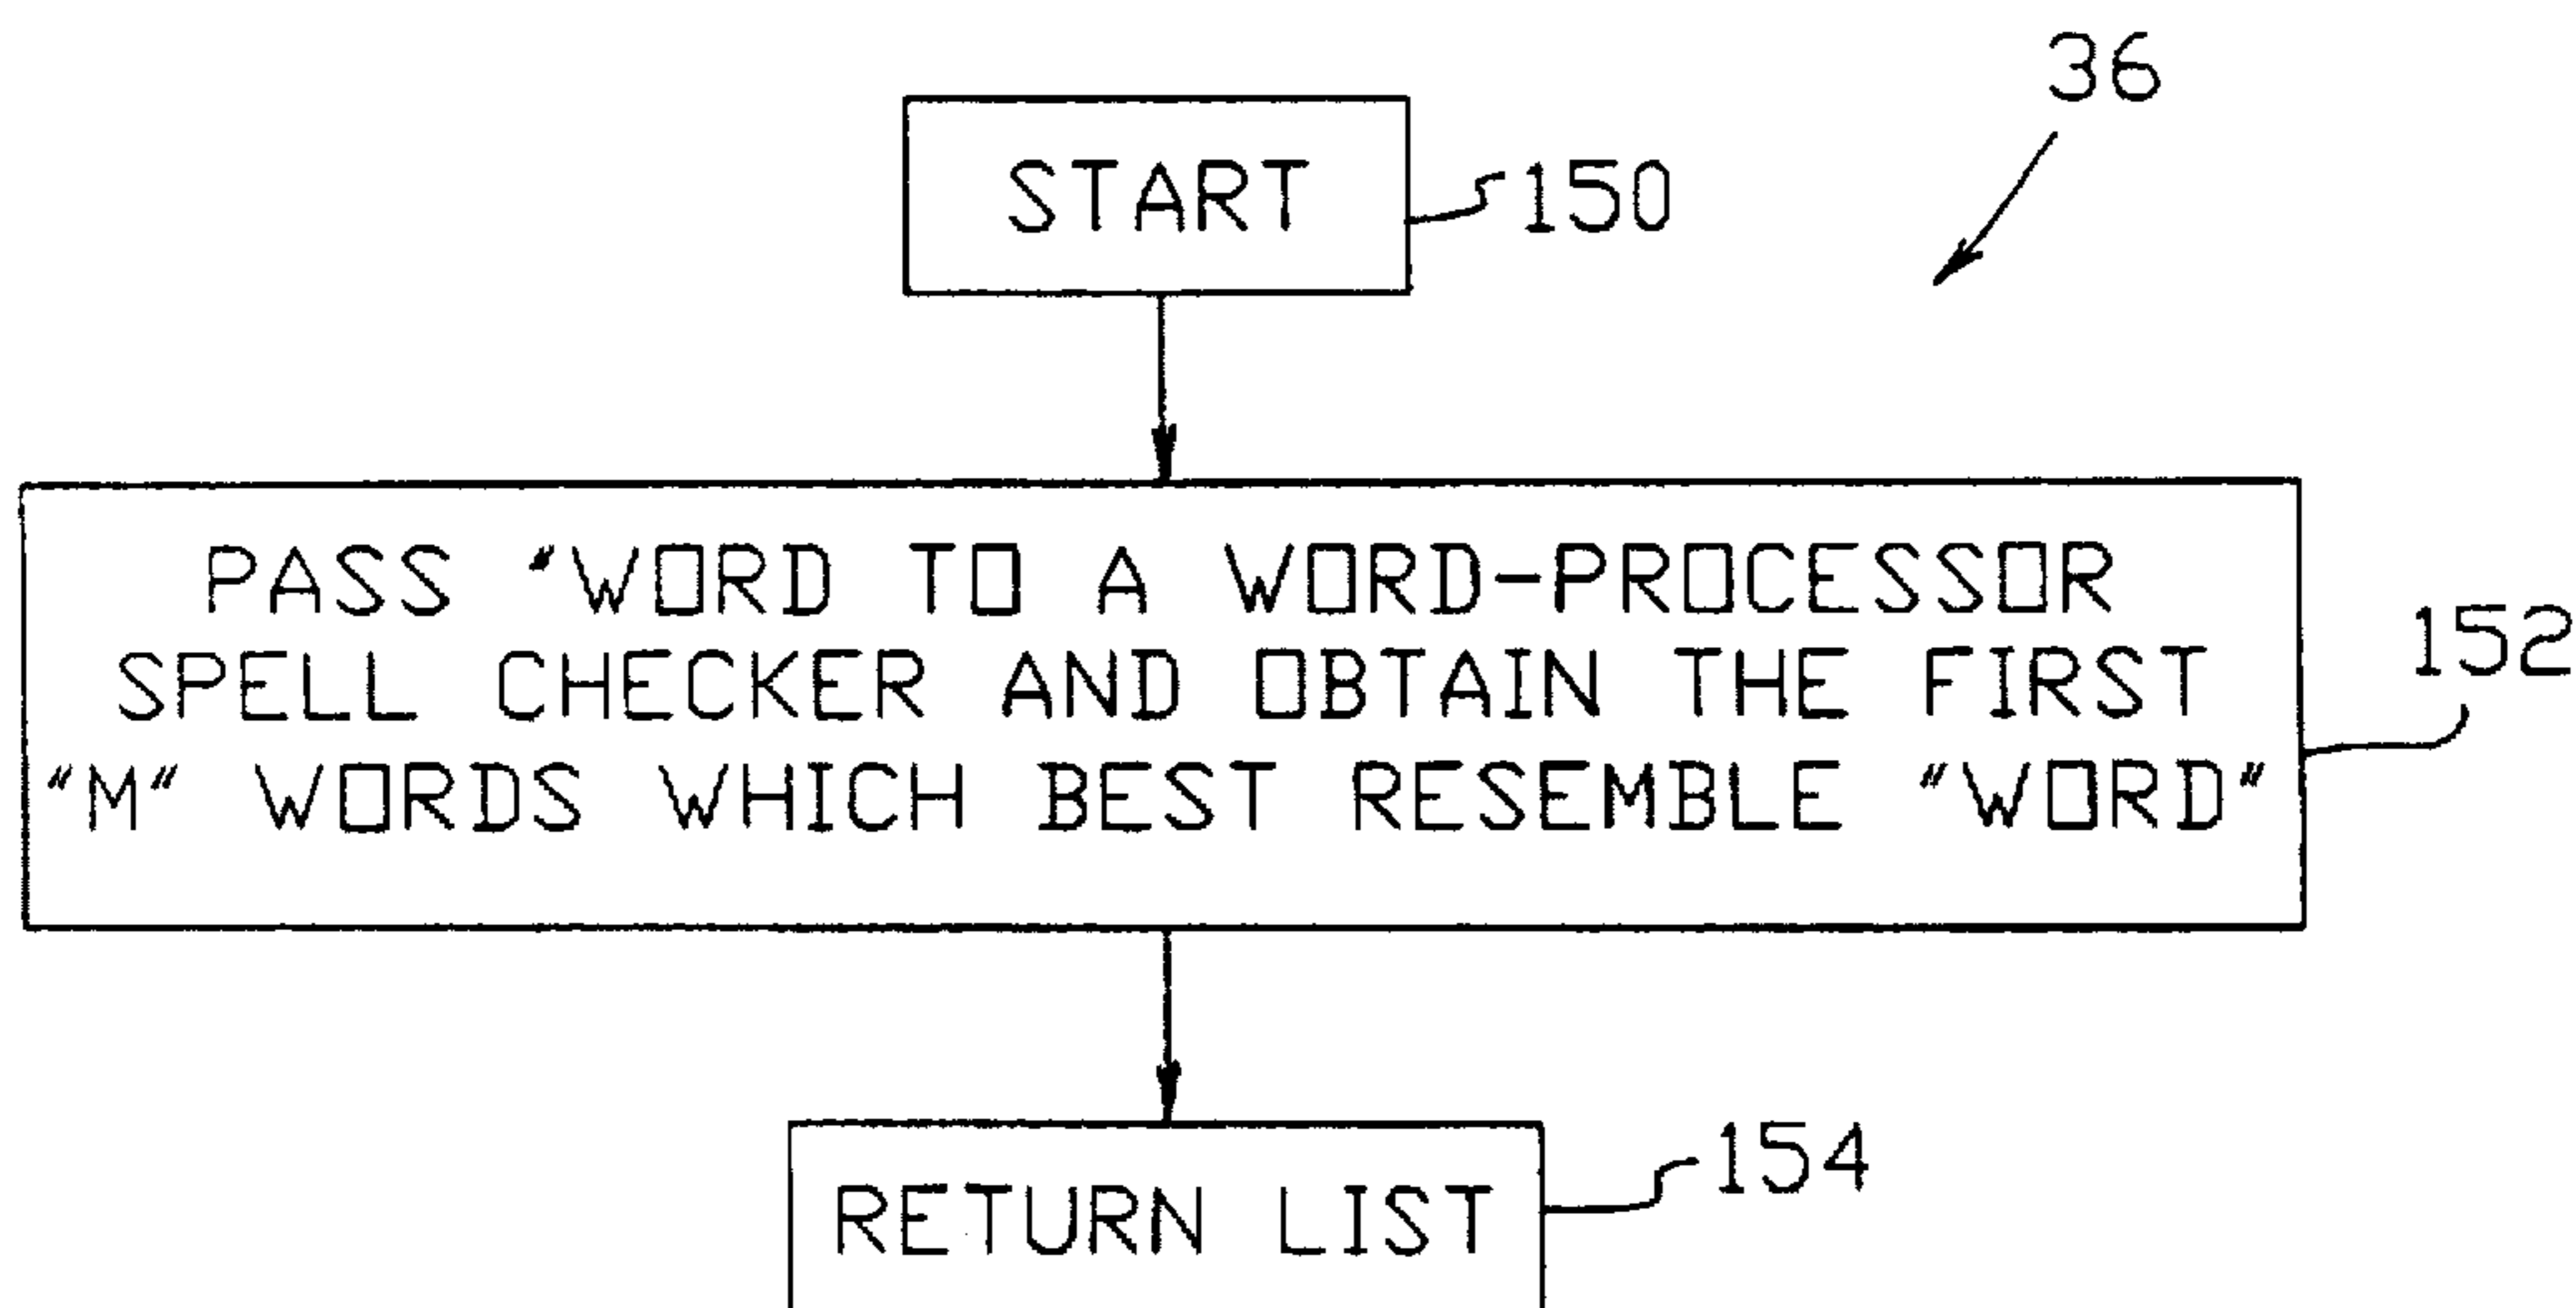 36
START
150
PASS "WORD TO A WORD-PROCESSOR
SPELL CHECKER AND OBTAIN THE FIRST
"M" WORDS WHICH BEST RESEMBLE "WORD"
152
RETURN LIST
154